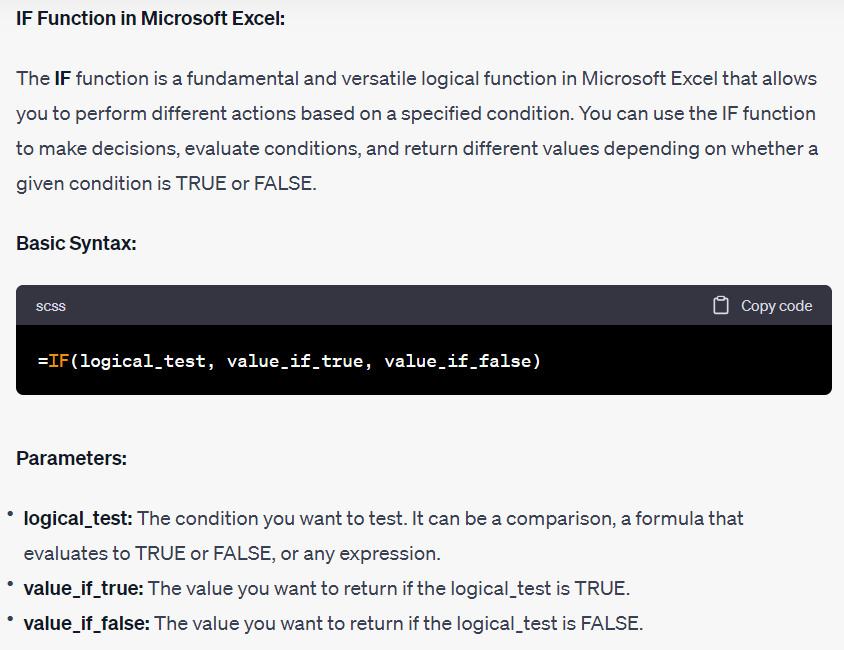 IF Function in Microsoft Excel:
The IF function is a fundamental and versatile logical function in Microsoft Excel that allows
you to perform different actions based on a specified condition. You can use the IF function
to make decisions, evaluate conditions, and return different values depending on whether a
given condition is TRUE or FALSE.
Basic Syntax:
scss Copy code
=IF(logical_test, value_if_true, value_if_false)
Parameters:
• logical_test: The condition you want to test. It can be a comparison, a formula that
evaluates to TRUE or FALSE, or any expression.
• value_if_true: The value you want to return if the logical_test is TRUE.
• value_if_false: The value you want to return if the logical_test is FALSE.